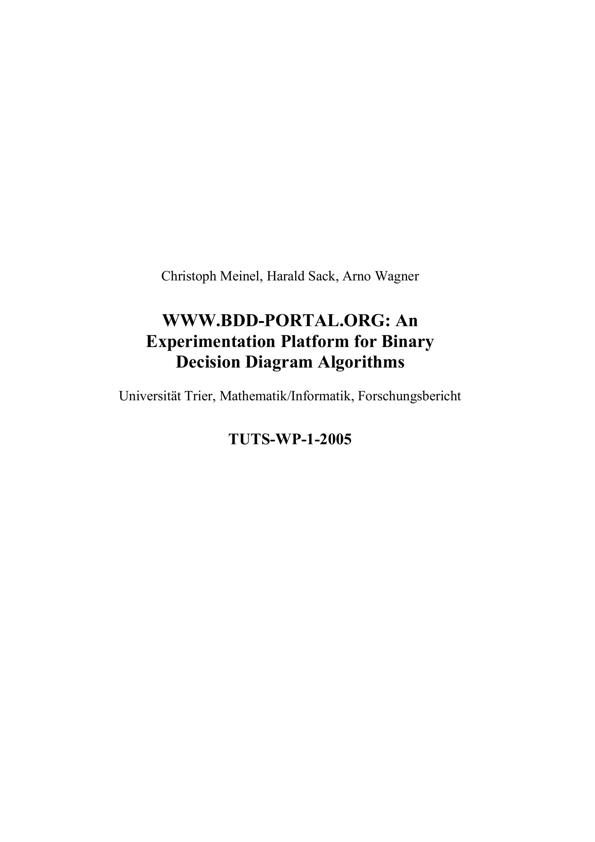 Christoph Meinel, Harald Sack, Arno Wagner
WWW.BDD-PORTAL.ORG: An
Experimentation Platform for Binary
Decision Diagram Algorithms
Universität Trier, Mathematik/Informatik, Forschungsbericht
TUTS-WP-1-2005